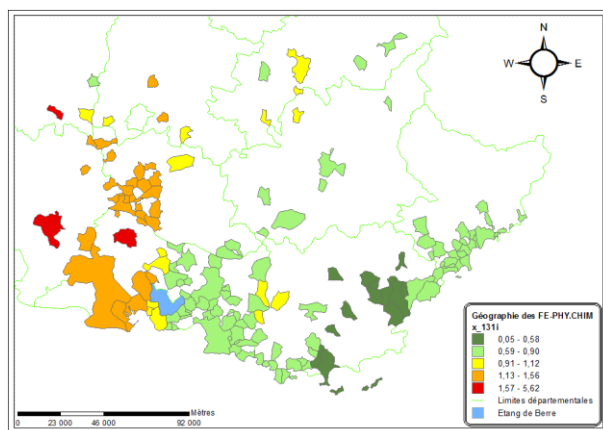 N
W E
S
Géographie des FE-PHY.CHIM
x_131i
0,05 - 0,58
0,59 - 0,90
0,91 - 1,12
1,13 - 1,56
1,57 - 5,62
Limites départementales
Etang de Berre
Mètres
0 23 000 46 000 92 000